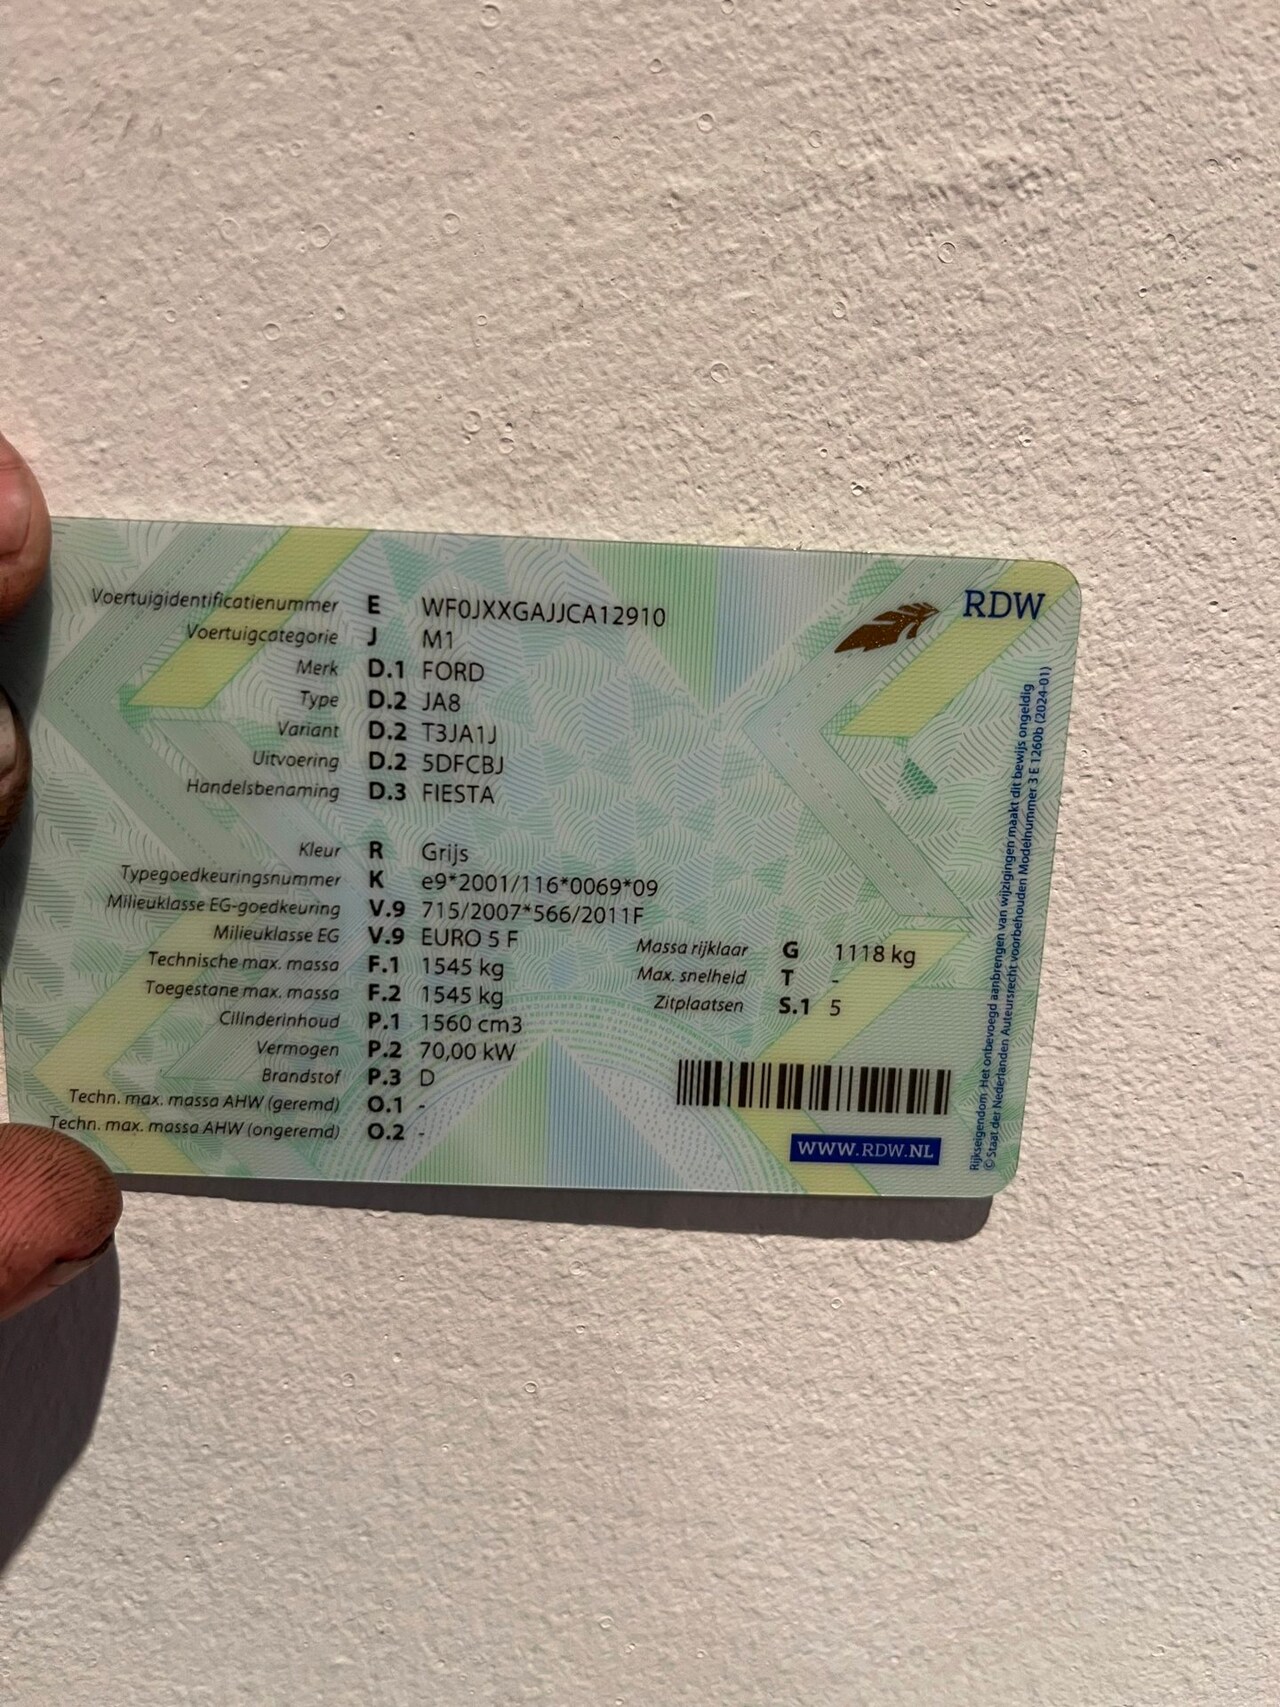 RDW
Voertuigidentificatienummer E WF0JXXGAJJCA12910
Voertuigcategorie J M1
Merk D.1 FORD
Type D.2 JA8
Variant D.2 T3JA1J
Uitvoering D.2 5DFCBJ
Handelsbenaming D.3 FIESTA
Kleur R Grijs
Typegoedkeuringsnummer K e9*2001/116*0069*09
Milieuklasse EG-goedkeuring V.9 715/2007*566/2011F
Milieuklasse EG V.9 EURO 5 F
Technische max. massa F.1 1545 kg
Toegestane max. massa F.2 1545 kg
Cilinderinhoud P.1 1560 cm3
Vermogen P.2 70,00 kW
Brandstof P.3 D
Techn. max. massa AHW (geremd) O.1 -
Techn. max. massa AHW (ongeremd) O.2 -
Massa rijklaar G 1118 kg
Max. snelheid T -
Zitplaatsen S.1 5
WWW.RDW.NL
Rijkseigendom. Het onbevoegd aanbrengen van wijzigingen maakt dit bewijs ongeldig
© Staat der Nederlanden Auteursrecht voorbehouden Modelnummer 3 E 1260b (2024-01)